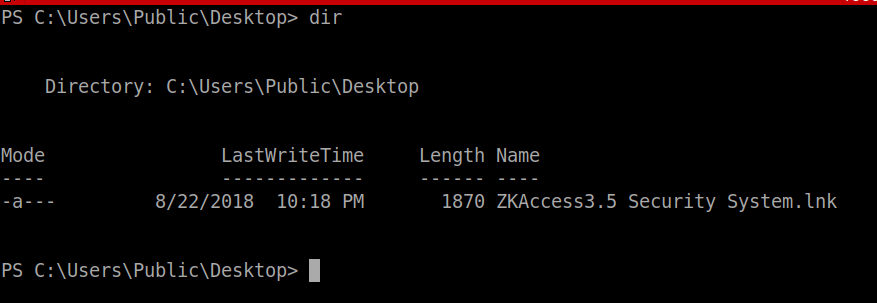 PS C:\Users\Public\Desktop> dir
Directory: C:\Users\Public\Desktop
Mode LastWriteTime Length Name
---- ------------- ------ ----
-a--- 8/22/2018 10:18 PM 1870 ZKAccess3.5 Security System.lnk
PS C:\Users\Public\Desktop>